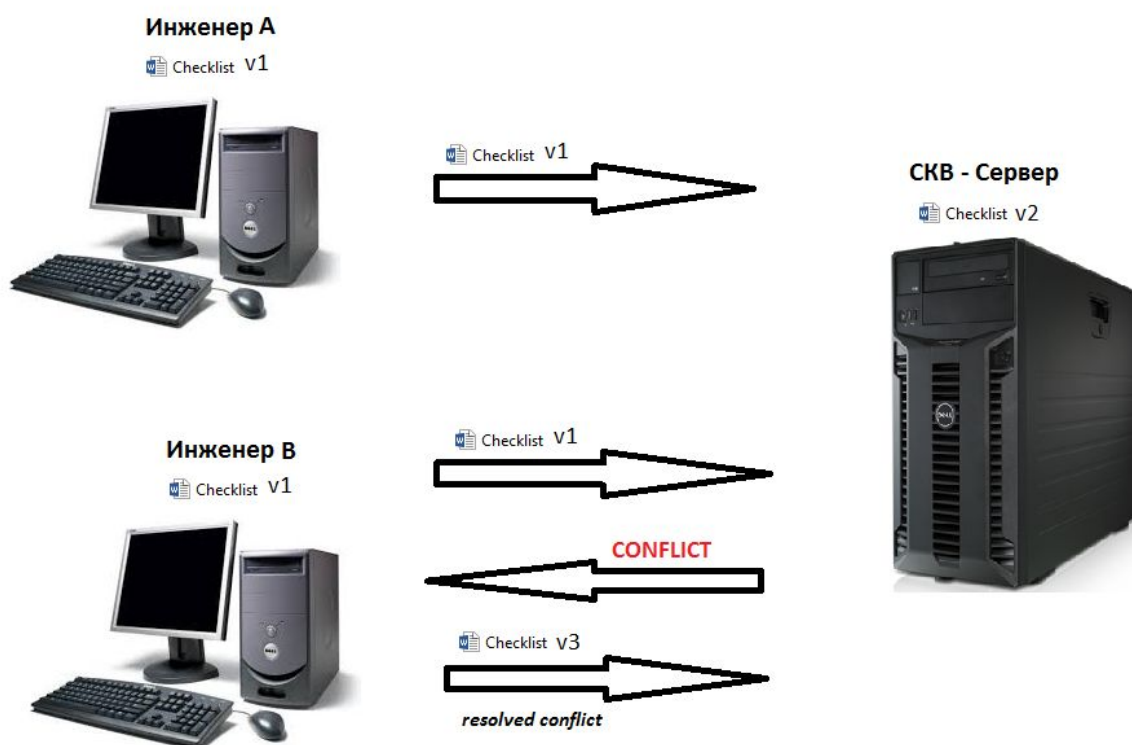 Инженер А
Checklist v1
Checklist v1
СКВ - Сервер
Checklist v2
Инженер В
Checklist v1
Checklist v1
CONFLICT
Checklist v3
resolved conflict